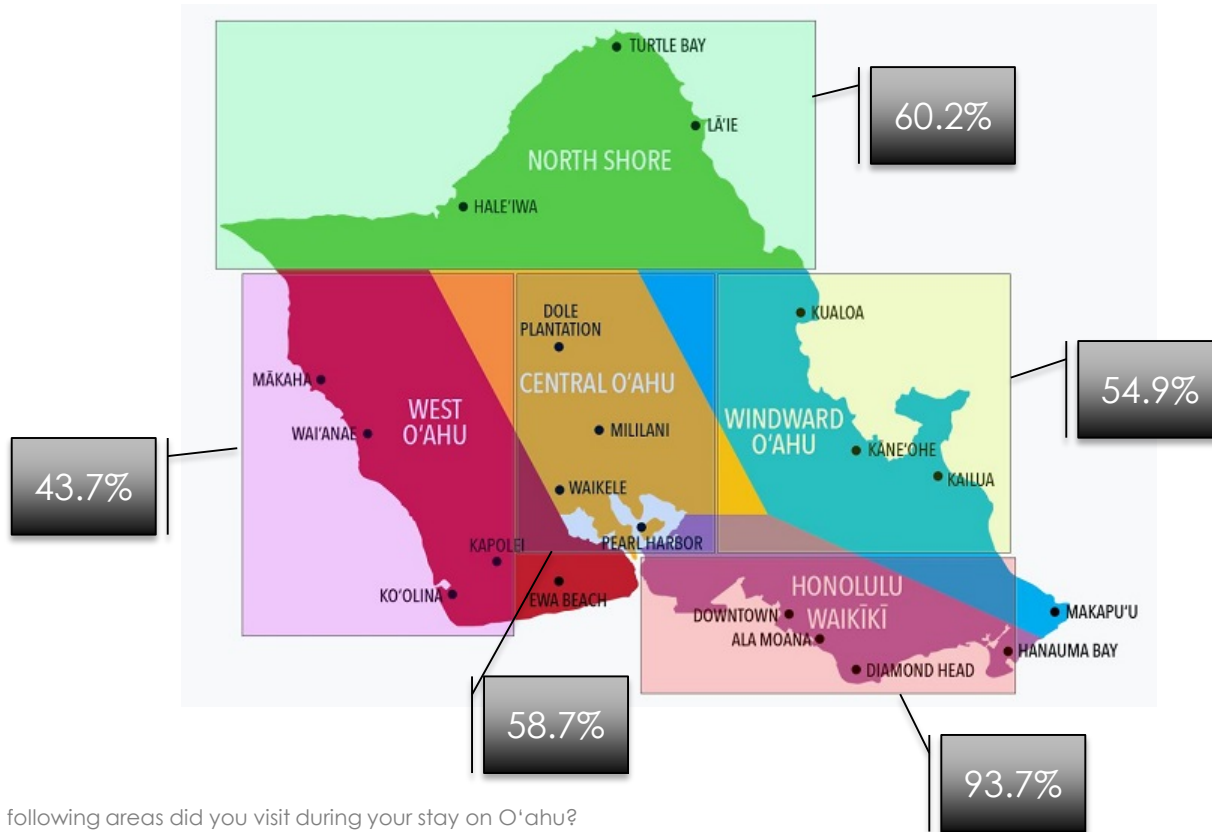 TURTLE BAY
60.2%
LĀ‘IE
NORTH SHORE
HALE‘IWA
DOLE
PLANTATION
KUALOA
MĀKAHA
CENTRAL O‘AHU
54.9%
WEST
O‘AHU
WINDWARD
O‘AHU
WAI‘ANAE
MILILANI
KĀNE‘OHE
KAILUA
43.7%
WAIKELE
PEARL HARBOR
KAPOLEI
KO‘OLINA
EWA BEACH
HONOLULU
WAIKĪKĪ
DOWNTOWN
ALA MOANA
MAKAPU‘U
HANAUMA BAY
DIAMOND HEAD
58.7%
93.7%
following areas did you visit during your stay on O‘ahu?